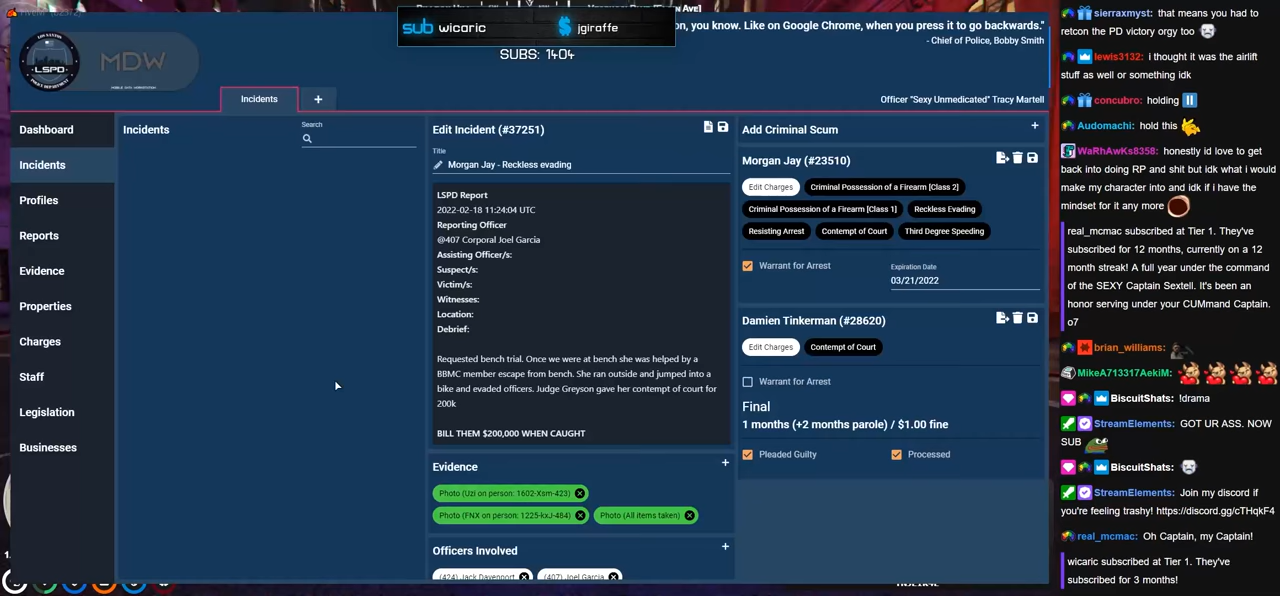 sub wicaric
jgiraffe
on, you know. Like on Google Chrome, when you press it to go backwards."
- Chief of Police, Bobby Smith
SUBS: 1404
LOS SANTOS
LSPD
POLICE DEPARTMENT
MDW
MOBILE DATA WORKSTATION
Incidents
+
Officer "Sexy Unmedicated" Tracy Martell
Dashboard
Incidents
Profiles
Reports
Evidence
Properties
Charges
Staff
Legislation
Businesses
Incidents
Search
Edit Incident (#37251)
Title
Morgan Jay - Reckless evading
LSPD Report
2022-02-18 11:24:04 UTC
Reporting Officer
@407 Corporal Joel Garcia
Assisting Officer/s:
Suspect/s:
Victim/s:
Witnesses:
Location:
Debrief:
Requested bench trial. Once we were at bench she was helped by a
BBMC member escape from bench. She ran outside and jumped into a
bike and evaded officers. Judge Greyson gave her contempt of court for
200k
BILL THEM $200,000 WHEN CAUGHT
Evidence
+
Photo (Uzi on person: 1602-Xsm-423)
Photo (FNX on person: 1225-kxJ-484)
Photo (All items taken)
Officers Involved
+
(424) Jack Davenport
(407) Joel Garcia
Add Criminal Scum
+
Morgan Jay (#23510)
Edit Charges
Criminal Possession of a Firearm [Class 2]
Criminal Possession of a Firearm [Class 1]
Reckless Evading
Resisting Arrest
Contempt of Court
Third Degree Speeding
Warrant for Arrest
Expiration Date
03/21/2022
Damien Tinkerman (#28620)
Edit Charges
Contempt of Court
Warrant for Arrest
Final
1 months (+2 months parole) / $1.00 fine
Pleaded Guilty
Processed
sierraxmyst: that means you had to
retcon the PD victory orgy too
lewis3132: i thought it was the airlift
stuff as well or something idk
concubro: holding
Audomachi: hold this
WaRhAwKs8358: honestly id love to get
back into doing RP and shit but idk what i would
make my character into and idk if i have the
mindset for it any more
real_mcmac subscribed at Tier 1. They've
subscribed for 12 months, currently on a 12
month streak! A full year under the command
of the SEXY Captain Sextell. It's been an
honor serving under your CUMmand Captain.
o7
brian_williams:
MikeA713317AekiM:
BiscuitShats: !drama
StreamElements: GOT UR ASS. NOW
SUB
BiscuitShats:
StreamElements: Join my discord if
you're feeling trashy! https://discord.gg/cTHqkF4
real_mcmac: Oh Captain, my Captain!
wicaric subscribed at Tier 1. They've
subscribed for 3 months!